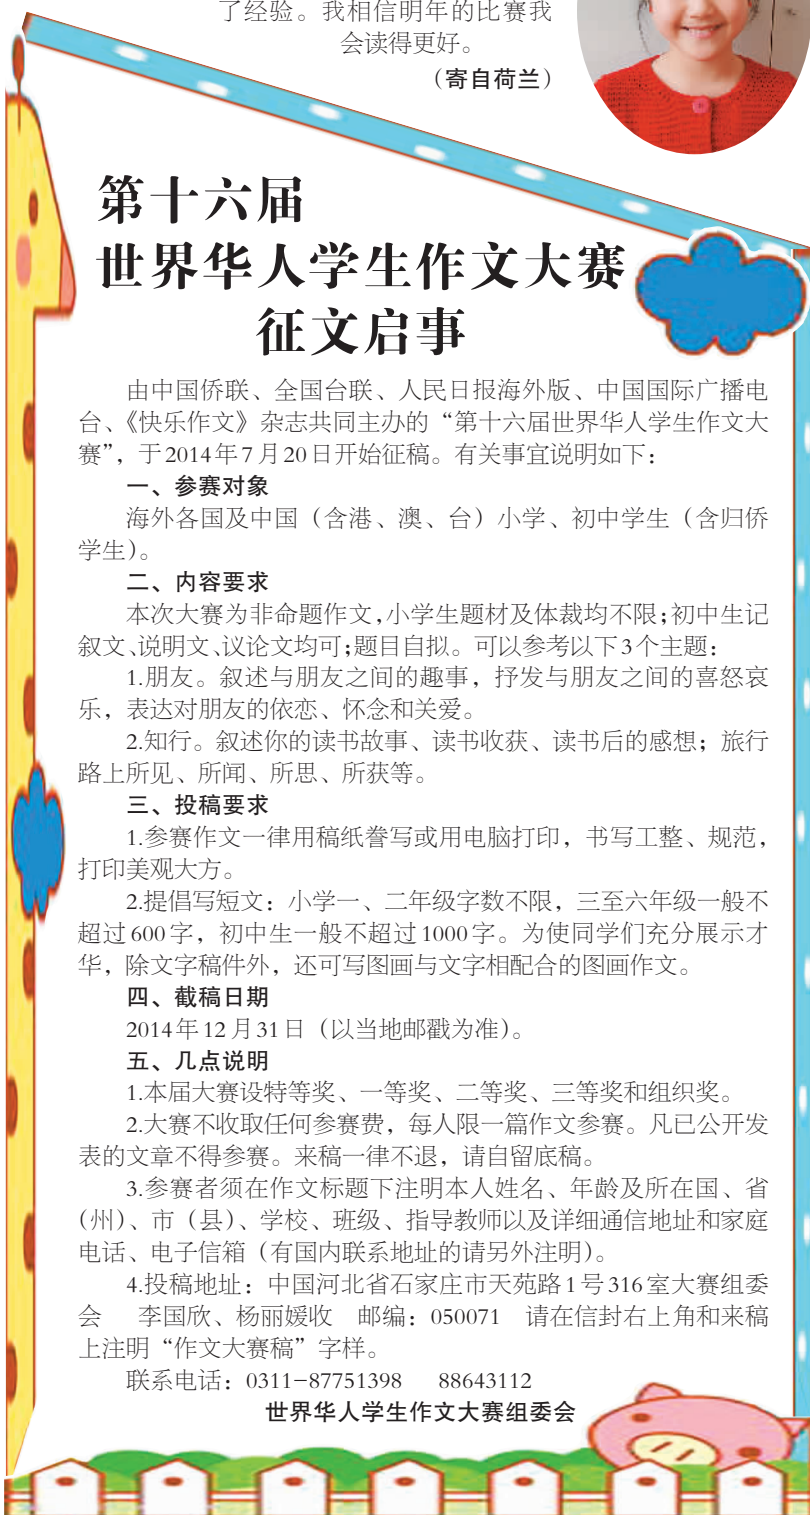 了经验。我相信明年的比赛我
会读得更好。
（寄自荷兰）
第十六届
世界华人学生作文大赛
征文启事
由中国侨联、全国台联、人民日报海外版、中国国际广播电
台、《快乐作文》杂志共同主办的“第十六届世界华人学生作文大
赛”，于2014年7月20日开始征稿。有关事宜说明如下：
一、参赛对象
海外各国及中国（含港、澳、台）小学、初中学生（含归侨
学生）。
二、内容要求
本次大赛为非命题作文，小学生题材及体裁均不限；初中生记
叙文、说明文、议论文均可；题目自拟。可以参考以下3个主题：
1.朋友。叙述与朋友之间的趣事，抒发与朋友之间的喜怒哀
乐，表达对朋友的依恋、怀念和关爱。
2.知行。叙述你的读书故事、读书收获、读书后的感想；旅行
路上所见、所闻、所思、所获等。
三、投稿要求
1.参赛作文一律用稿纸誊写或用电脑打印，书写工整、规范，
打印美观大方。
2.提倡写短文：小学一、二年级字数不限，三至六年级一般不
超过600字，初中生一般不超过1000字。为使同学们充分展示才
华，除文字稿件外，还可写图画与文字相配合的图画作文。
四、截稿日期
2014年12月31日（以当地邮戳为准）。
五、几点说明
1.本届大赛设特等奖、一等奖、二等奖、三等奖和组织奖。
2.大赛不收取任何参赛费，每人限一篇作文参赛。凡已公开发
表的文章不得参赛。来稿一律不退，请自留底稿。
3.参赛者须在作文标题下注明本人姓名、年龄及所在国、省
（州）、市（县）、学校、班级、指导教师以及详细通信地址和家庭
电话、电子信箱（有国内联系地址的请另外注明）。
4.投稿地址：中国河北省石家庄市天苑路1号316室大赛组委
会　李国欣、杨丽媛收　邮编：050071　请在信封右上角和来稿
上注明“作文大赛稿”字样。
联系电话：0311-87751398　88643112
世界华人学生作文大赛组委会